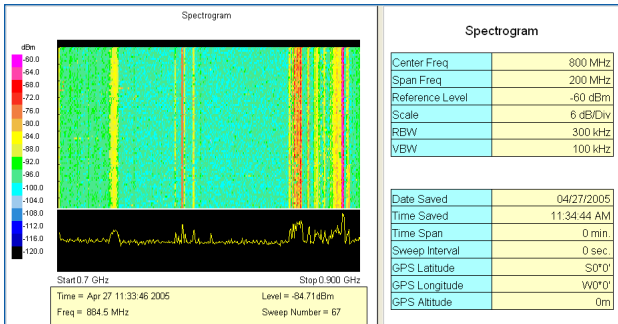 Spectrogram
dBm
-60.0
-64.0
-68.0
-72.0
-76.0
-80.0
-84.0
-88.0
-92.0
-96.0
-100.0
-104.0
-108.0
-112.0
-116.0
-120.0
Start 0.7 GHz Stop 0.900 GHz
Time = Apr 27 11:33:46 2005 Level = -84.71dBm
Freq = 884.5 MHz Sweep Number = 67
Spectrogram
Center Freq 800 MHz
Span Freq 200 MHz
Reference Level -60 dBm
Scale 6 dB/Div
RBW 300 kHz
VBW 100 kHz
Date Saved 04/27/2005
Time Saved 11:34:44 AM
Time Span 0 min.
Sweep Interval 0 sec.
GPS Latitude S0°0'
GPS Longitude W0°0'
GPS Altitude 0m